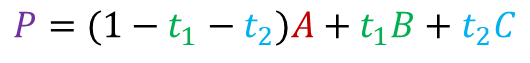 P = (1 − t₁ − t₂)A + t₁B + t₂C